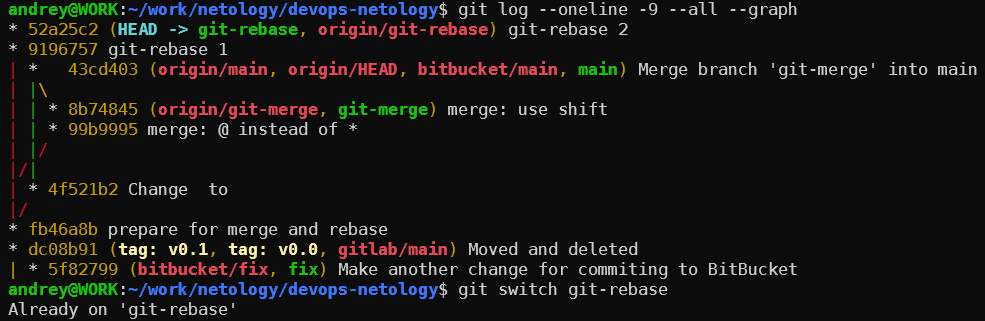 andrey@WORK:~/work/netology/devops-netology$ git log --oneline -9 --all --graph
* 52a25c2 (HEAD -> git-rebase, origin/git-rebase) git-rebase 2
* 9196757 git-rebase 1
| *   43cd403 (origin/main, origin/HEAD, bitbucket/main, main) Merge branch 'git-merge' into main
| |\
| | * 8b74845 (origin/git-merge, git-merge) merge: use shift
| | * 99b9995 merge: @ instead of *
| |/
|/|
| * 4f521b2 Change  to
|/
* fb46a8b prepare for merge and rebase
* dc08b91 (tag: v0.1, tag: v0.0, gitlab/main) Moved and deleted
| * 5f82799 (bitbucket/fix, fix) Make another change for commiting to BitBucket
andrey@WORK:~/work/netology/devops-netology$ git switch git-rebase
Already on 'git-rebase'